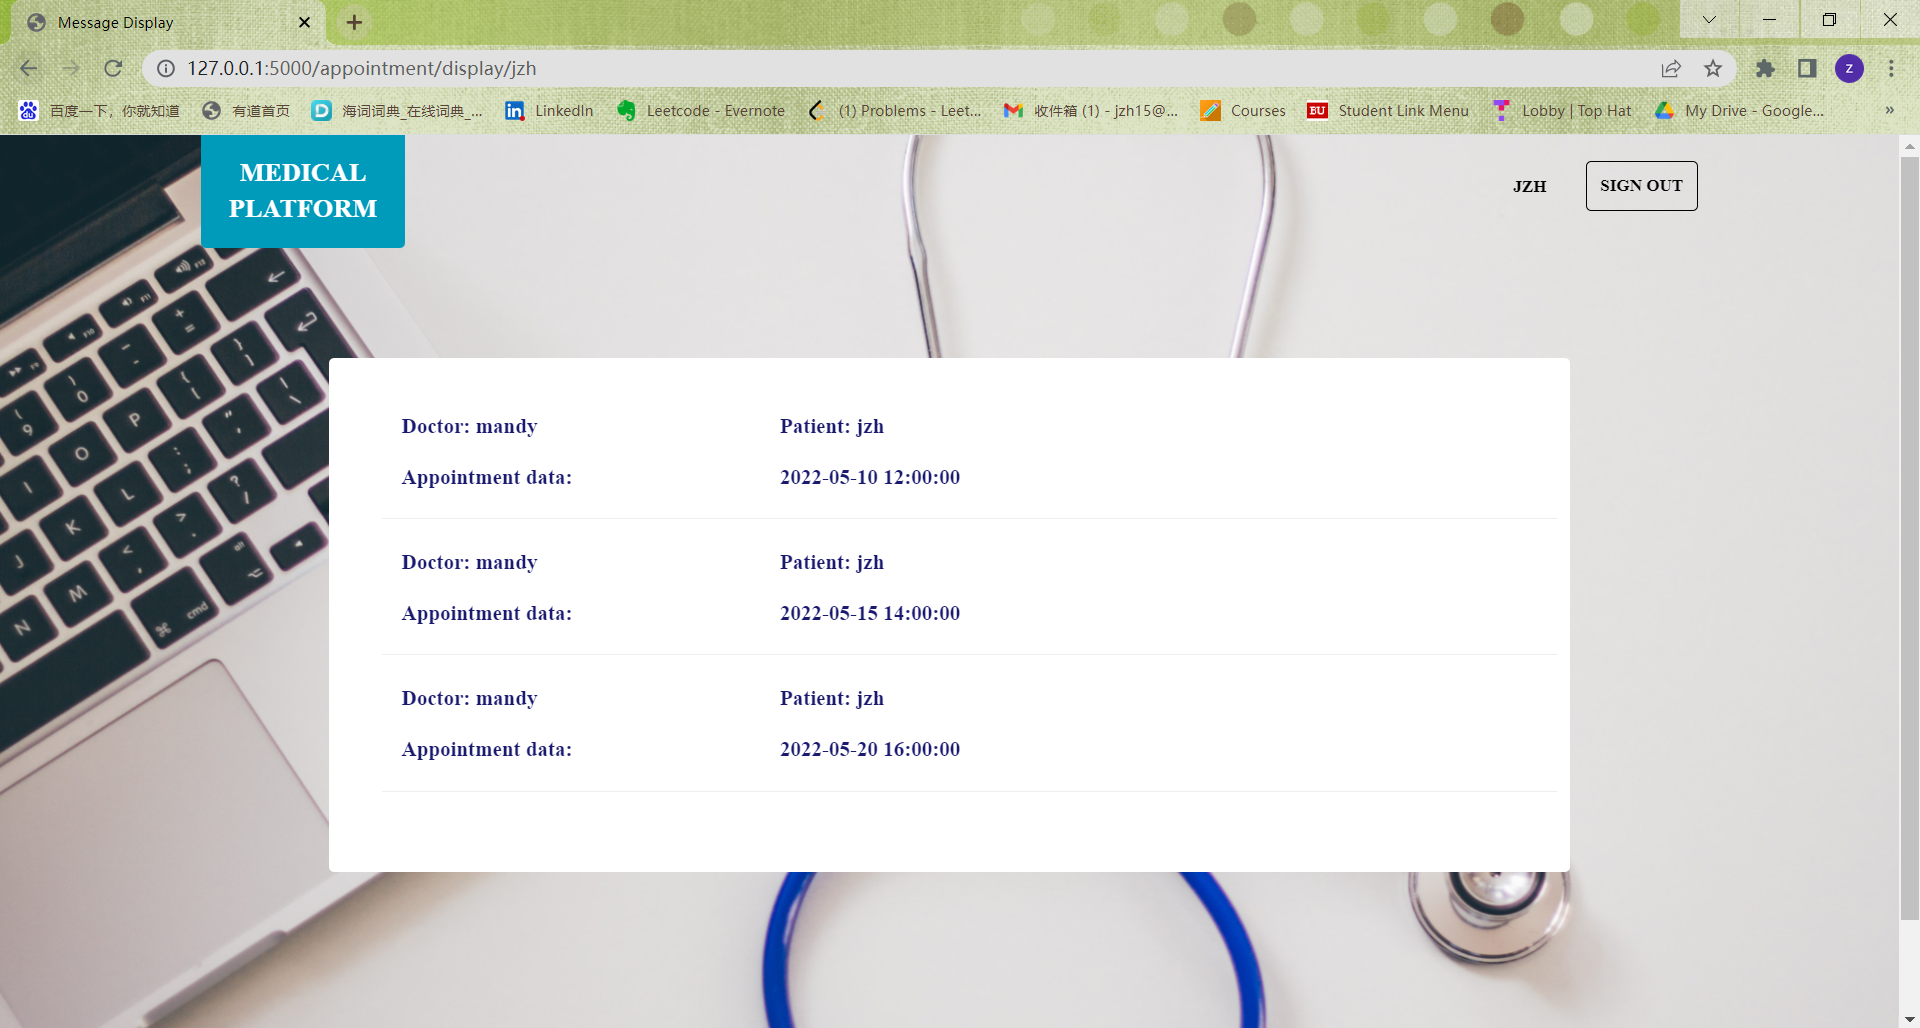 Message Display
127.0.0.1:5000/appointment/display/jzh
z
百度一下，你就知道
有道首页
海词词典_在线词典_...
LinkedIn
Leetcode - Evernote
(1) Problems - Leet...
收件箱 (1) - jzh15@...
Courses
BU
Student Link Menu
Lobby | Top Hat
My Drive - Google...
»
MEDICAL
PLATFORM
JZH
SIGN OUT
Doctor: mandy Patient: jzh
Appointment data: 2022-05-10 12:00:00
Doctor: mandy Patient: jzh
Appointment data: 2022-05-15 14:00:00
Doctor: mandy Patient: jzh
Appointment data: 2022-05-20 16:00:00